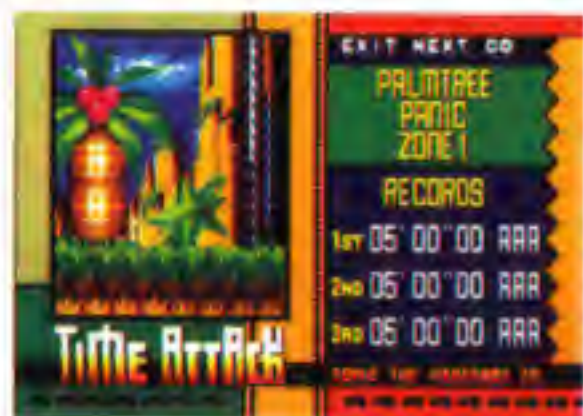 EXIT NEXT GO
PALMTREE
PANIC
ZONE 1
RECORDS
1ST 05' 00" 00 AAA
2ND 05' 00" 00 AAA
3RD 05' 00" 00 AAA
TIME ATTACK